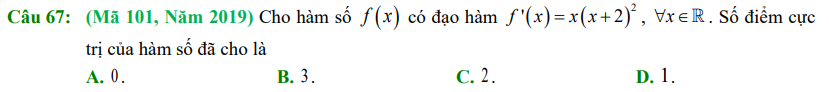 Câu 67: (Mã 101, Năm 2019) Cho hàm số f(x) có đạo hàm f'(x)=x(x+2)², ∀x∈ℝ. Số điểm cực
trị của hàm số đã cho là
A. 0. B. 3. C. 2. D. 1.